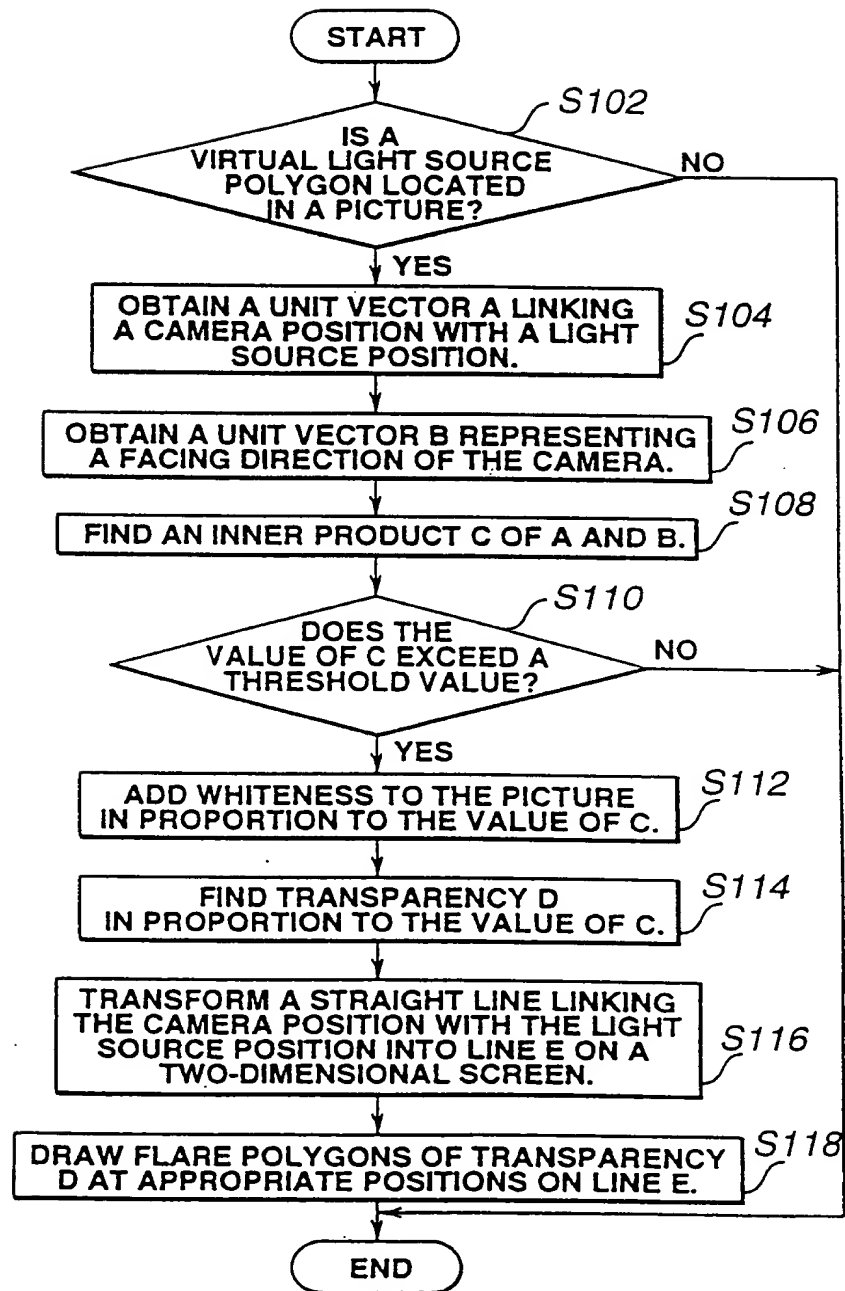 START
S102
IS A
VIRTUAL LIGHT SOURCE
POLYGON LOCATED
IN A PICTURE?
NO
YES
OBTAIN A UNIT VECTOR A LINKING
A CAMERA POSITION WITH A LIGHT
SOURCE POSITION.
S104
OBTAIN A UNIT VECTOR B REPRESENTING
A FACING DIRECTION OF THE CAMERA.
S106
FIND AN INNER PRODUCT C OF A AND B.
S108
S110
DOES THE
VALUE OF C EXCEED A
THRESHOLD VALUE?
NO
YES
ADD WHITENESS TO THE PICTURE
IN PROPORTION TO THE VALUE OF C.
S112
FIND TRANSPARENCY D
IN PROPORTION TO THE VALUE OF C.
S114
TRANSFORM A STRAIGHT LINE LINKING
THE CAMERA POSITION WITH THE LIGHT
SOURCE POSITION INTO LINE E ON A
TWO-DIMENSIONAL SCREEN.
S116
DRAW FLARE POLYGONS OF TRANSPARENCY
D AT APPROPRIATE POSITIONS ON LINE E.
S118
END